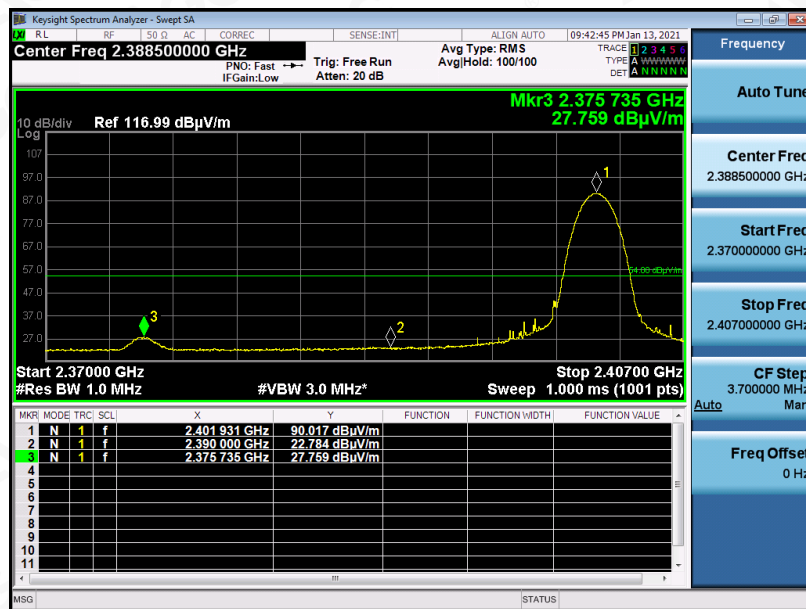 Keysight Spectrum Analyzer - Swept SA
RL RF 50 Ω AC CORREC SENSE:INT ALIGN AUTO 09:42:45 PM Jan 13, 2021
Center Freq 2.388500000 GHz
PNO: Fast
IFGain:Low
Trig: Free Run
Atten: 20 dB
Avg Type: RMS
Avg|Hold: 100/100
TRACE 1 2 3 4 5 6
TYPE A WWWWW
DET A N N N N N
Mkr3 2.375 735 GHz
27.759 dBµV/m
10 dB/div Ref 116.99 dBµV/m
Log
107
97.0
87.0
77.0
67.0
57.0
47.0
37.0
27.0
1
2
3
54.00 dBµV/m
Start 2.37000 GHz Stop 2.40700 GHz
#Res BW 1.0 MHz #VBW 3.0 MHz* Sweep 1.000 ms (1001 pts)
MKR MODE TRC SCL X Y FUNCTION FUNCTION WIDTH FUNCTION VALUE
1 N 1 f 2.401 931 GHz 90.017 dBµV/m
2 N 1 f 2.390 000 GHz 22.784 dBµV/m
3 N 1 f 2.375 735 GHz 27.759 dBµV/m
4
5
6
7
8
9
10
11
MSG STATUS
Frequency
Auto Tune
Center Freq
2.388500000 GHz
Start Freq
2.370000000 GHz
Stop Freq
2.407000000 GHz
CF Step
3.700000 MHz
Auto Man
Freq Offset
0 Hz